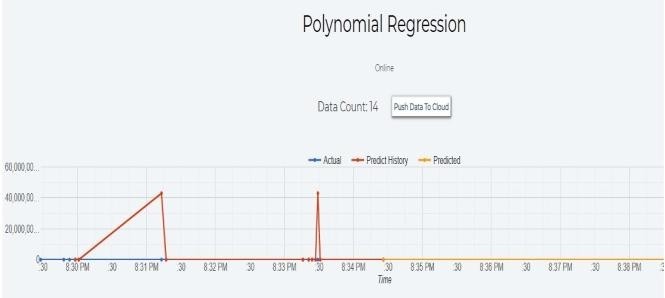 Polynomial Regression
Online
Data Count: 14 Push Data To Cloud
Actual Predict History Predicted
60,000,00...
40,000,00...
20,000,00...
0
:30 8:30 PM :30 8:31 PM :30 8:32 PM :30 8:33 PM :30 8:34 PM :30 8:35 PM :30 8:36 PM :30 8:37 PM :30 8:38 PM :3
Time